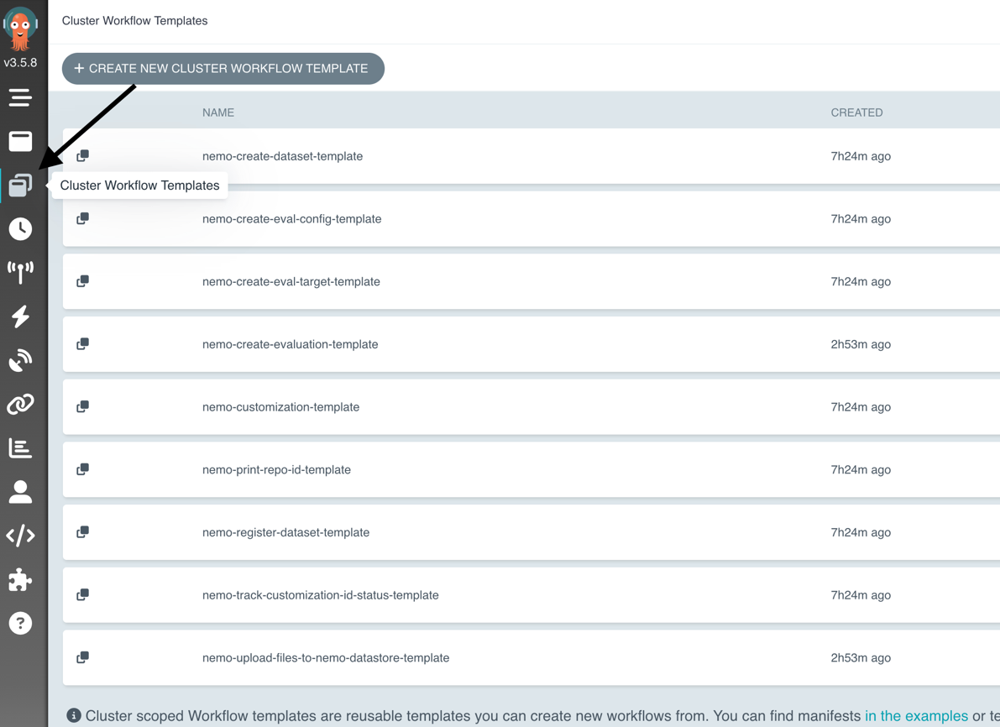 Cluster Workflow Templates
v3.5.8
+ CREATE NEW CLUSTER WORKFLOW TEMPLATE
NAME CREATED
nemo-create-dataset-template 7h24m ago
Cluster Workflow Templates
nemo-create-eval-config-template 7h24m ago
nemo-create-eval-target-template 7h24m ago
nemo-create-evaluation-template 2h53m ago
nemo-customization-template 7h24m ago
nemo-print-repo-id-template 7h24m ago
nemo-register-dataset-template 7h24m ago
nemo-track-customization-id-status-template 7h24m ago
nemo-upload-files-to-nemo-datastore-template 2h53m ago
Cluster scoped Workflow templates are reusable templates you can create new workflows from. You can find manifests in the examples or te